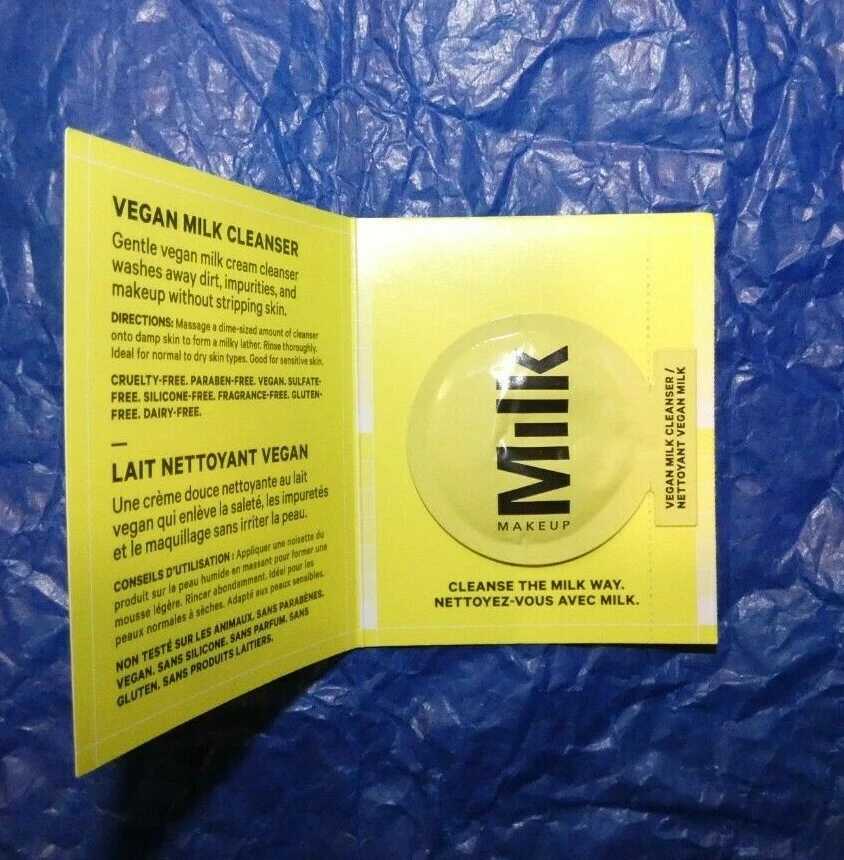 VEGAN MILK CLEANSER
Gentle vegan milk cream cleanser
washes away dirt, impurities, and
makeup without stripping skin.
DIRECTIONS: Massage a dime-sized amount of cleanser
onto damp skin to form a milky lather. Rinse thoroughly.
Ideal for normal to dry skin types. Good for sensitive skin.
CRUELTY-FREE. PARABEN-FREE. VEGAN. SULFATE-
FREE. SILICONE-FREE. FRAGRANCE-FREE. GLUTEN-
FREE. DAIRY-FREE.
—
LAIT NETTOYANT VEGAN
Une crème douce nettoyante au lait
vegan qui enlève la saleté, les impuretés
et le maquillage sans irriter la peau.
CONSEILS D'UTILISATION : Appliquer une noisette du
produit sur la peau humide en massant pour former une
mousse légère. Rincer abondamment. Idéal pour les
peaux normales à sèches. Adapté aux peaux sensibles.
NON TESTÉ SUR LES ANIMAUX. SANS PARABÈNES.
VEGAN. SANS SILICONE. SANS PARFUM. SANS
GLUTEN. SANS PRODUITS LAITIERS.
Milk
MAKEUP
VEGAN MILK CLEANSER /
NETTOYANT VEGAN MILK
CLEANSE THE MILK WAY.
NETTOYEZ-VOUS AVEC MILK.